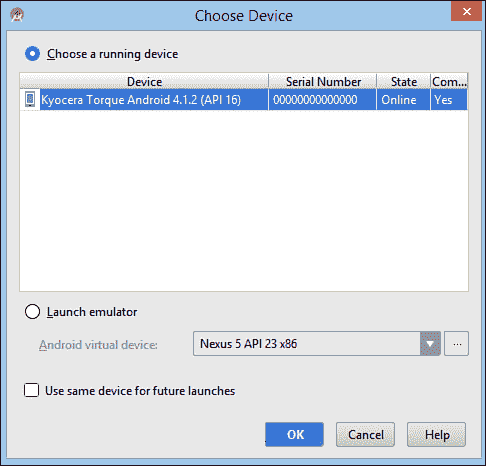 Choose Device
Choose a running device
Device Serial Number State Com...
Kyocera Torque Android 4.1.2 (API 16) 00000000000000 Online Yes
Launch emulator
Android virtual device: Nexus 5 API 23 x86 ...
Use same device for future launches
OK Cancel Help